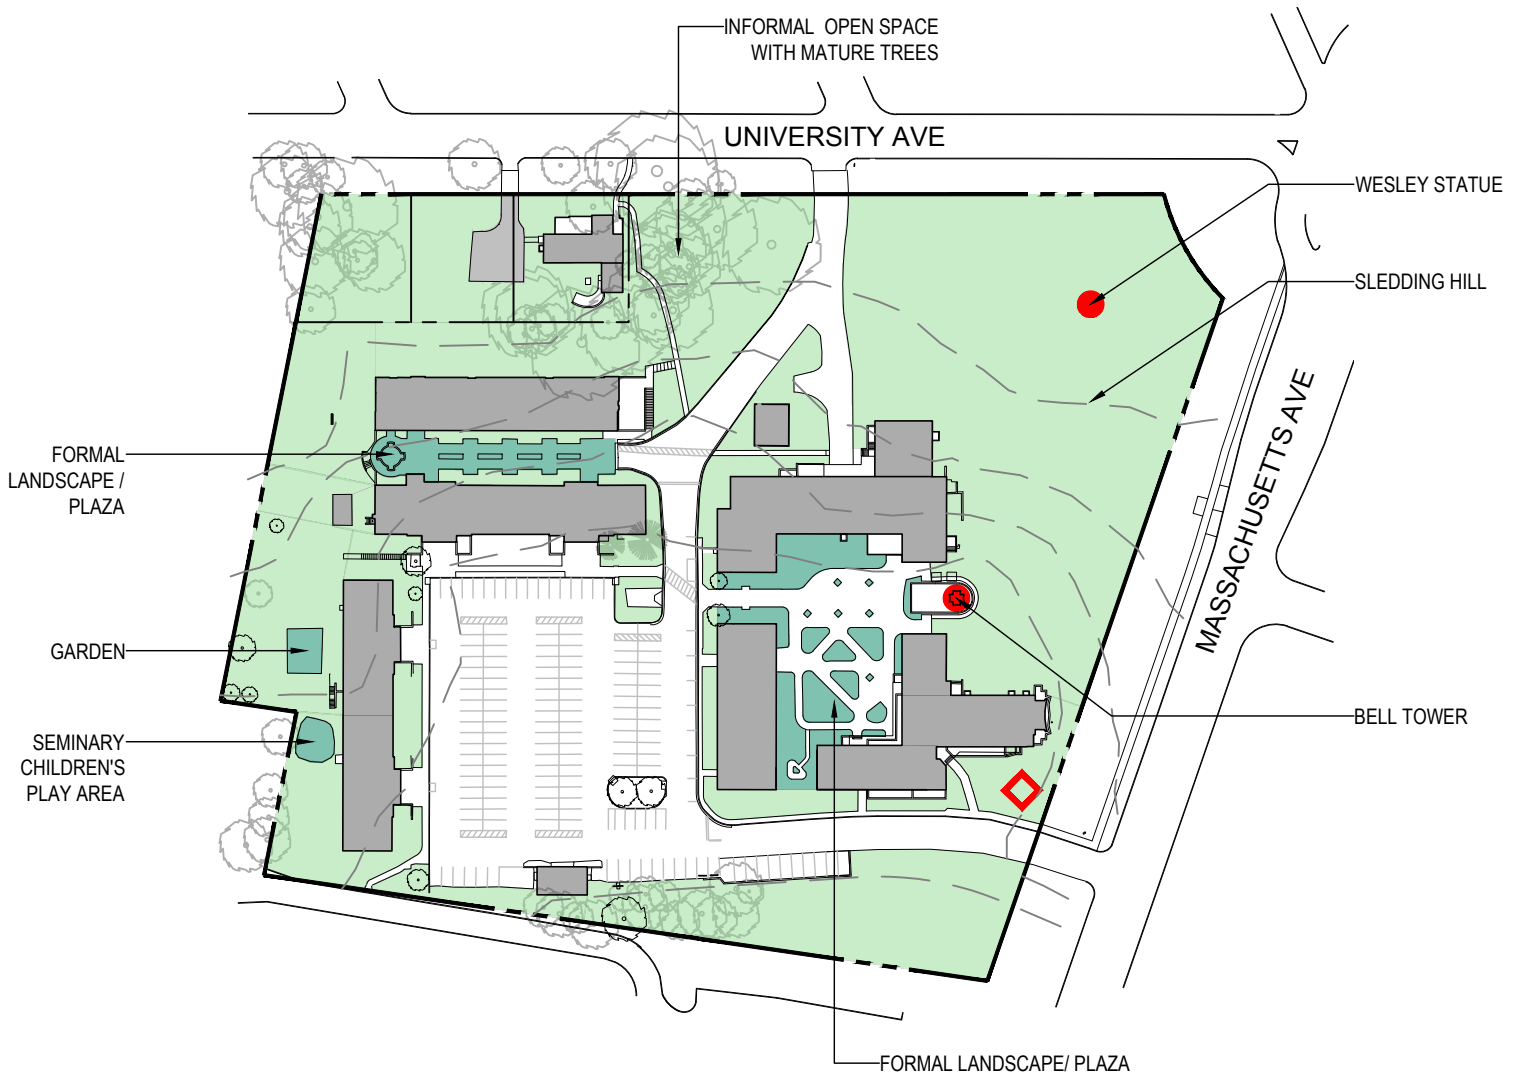 INFORMAL OPEN SPACE
WITH MATURE TREES
UNIVERSITY AVE
WESLEY STATUE
SLEDDING HILL
MASSACHUSETTS AVE
FORMAL
LANDSCAPE /
PLAZA
GARDEN
SEMINARY
CHILDREN'S
PLAY AREA
BELL TOWER
FORMAL LANDSCAPE/ PLAZA